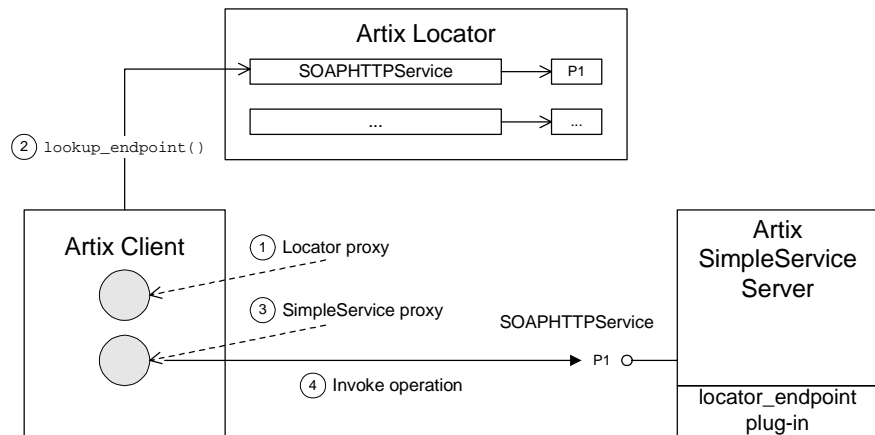 Artix Locator
SOAPHTTPService
P1
...
...
2 lookup_endpoint()
Artix Client
1 Locator proxy
3 SimpleService proxy
4 Invoke operation
SOAPHTTPService
P1
Artix
SimpleService
Server
locator_endpoint
plug-in